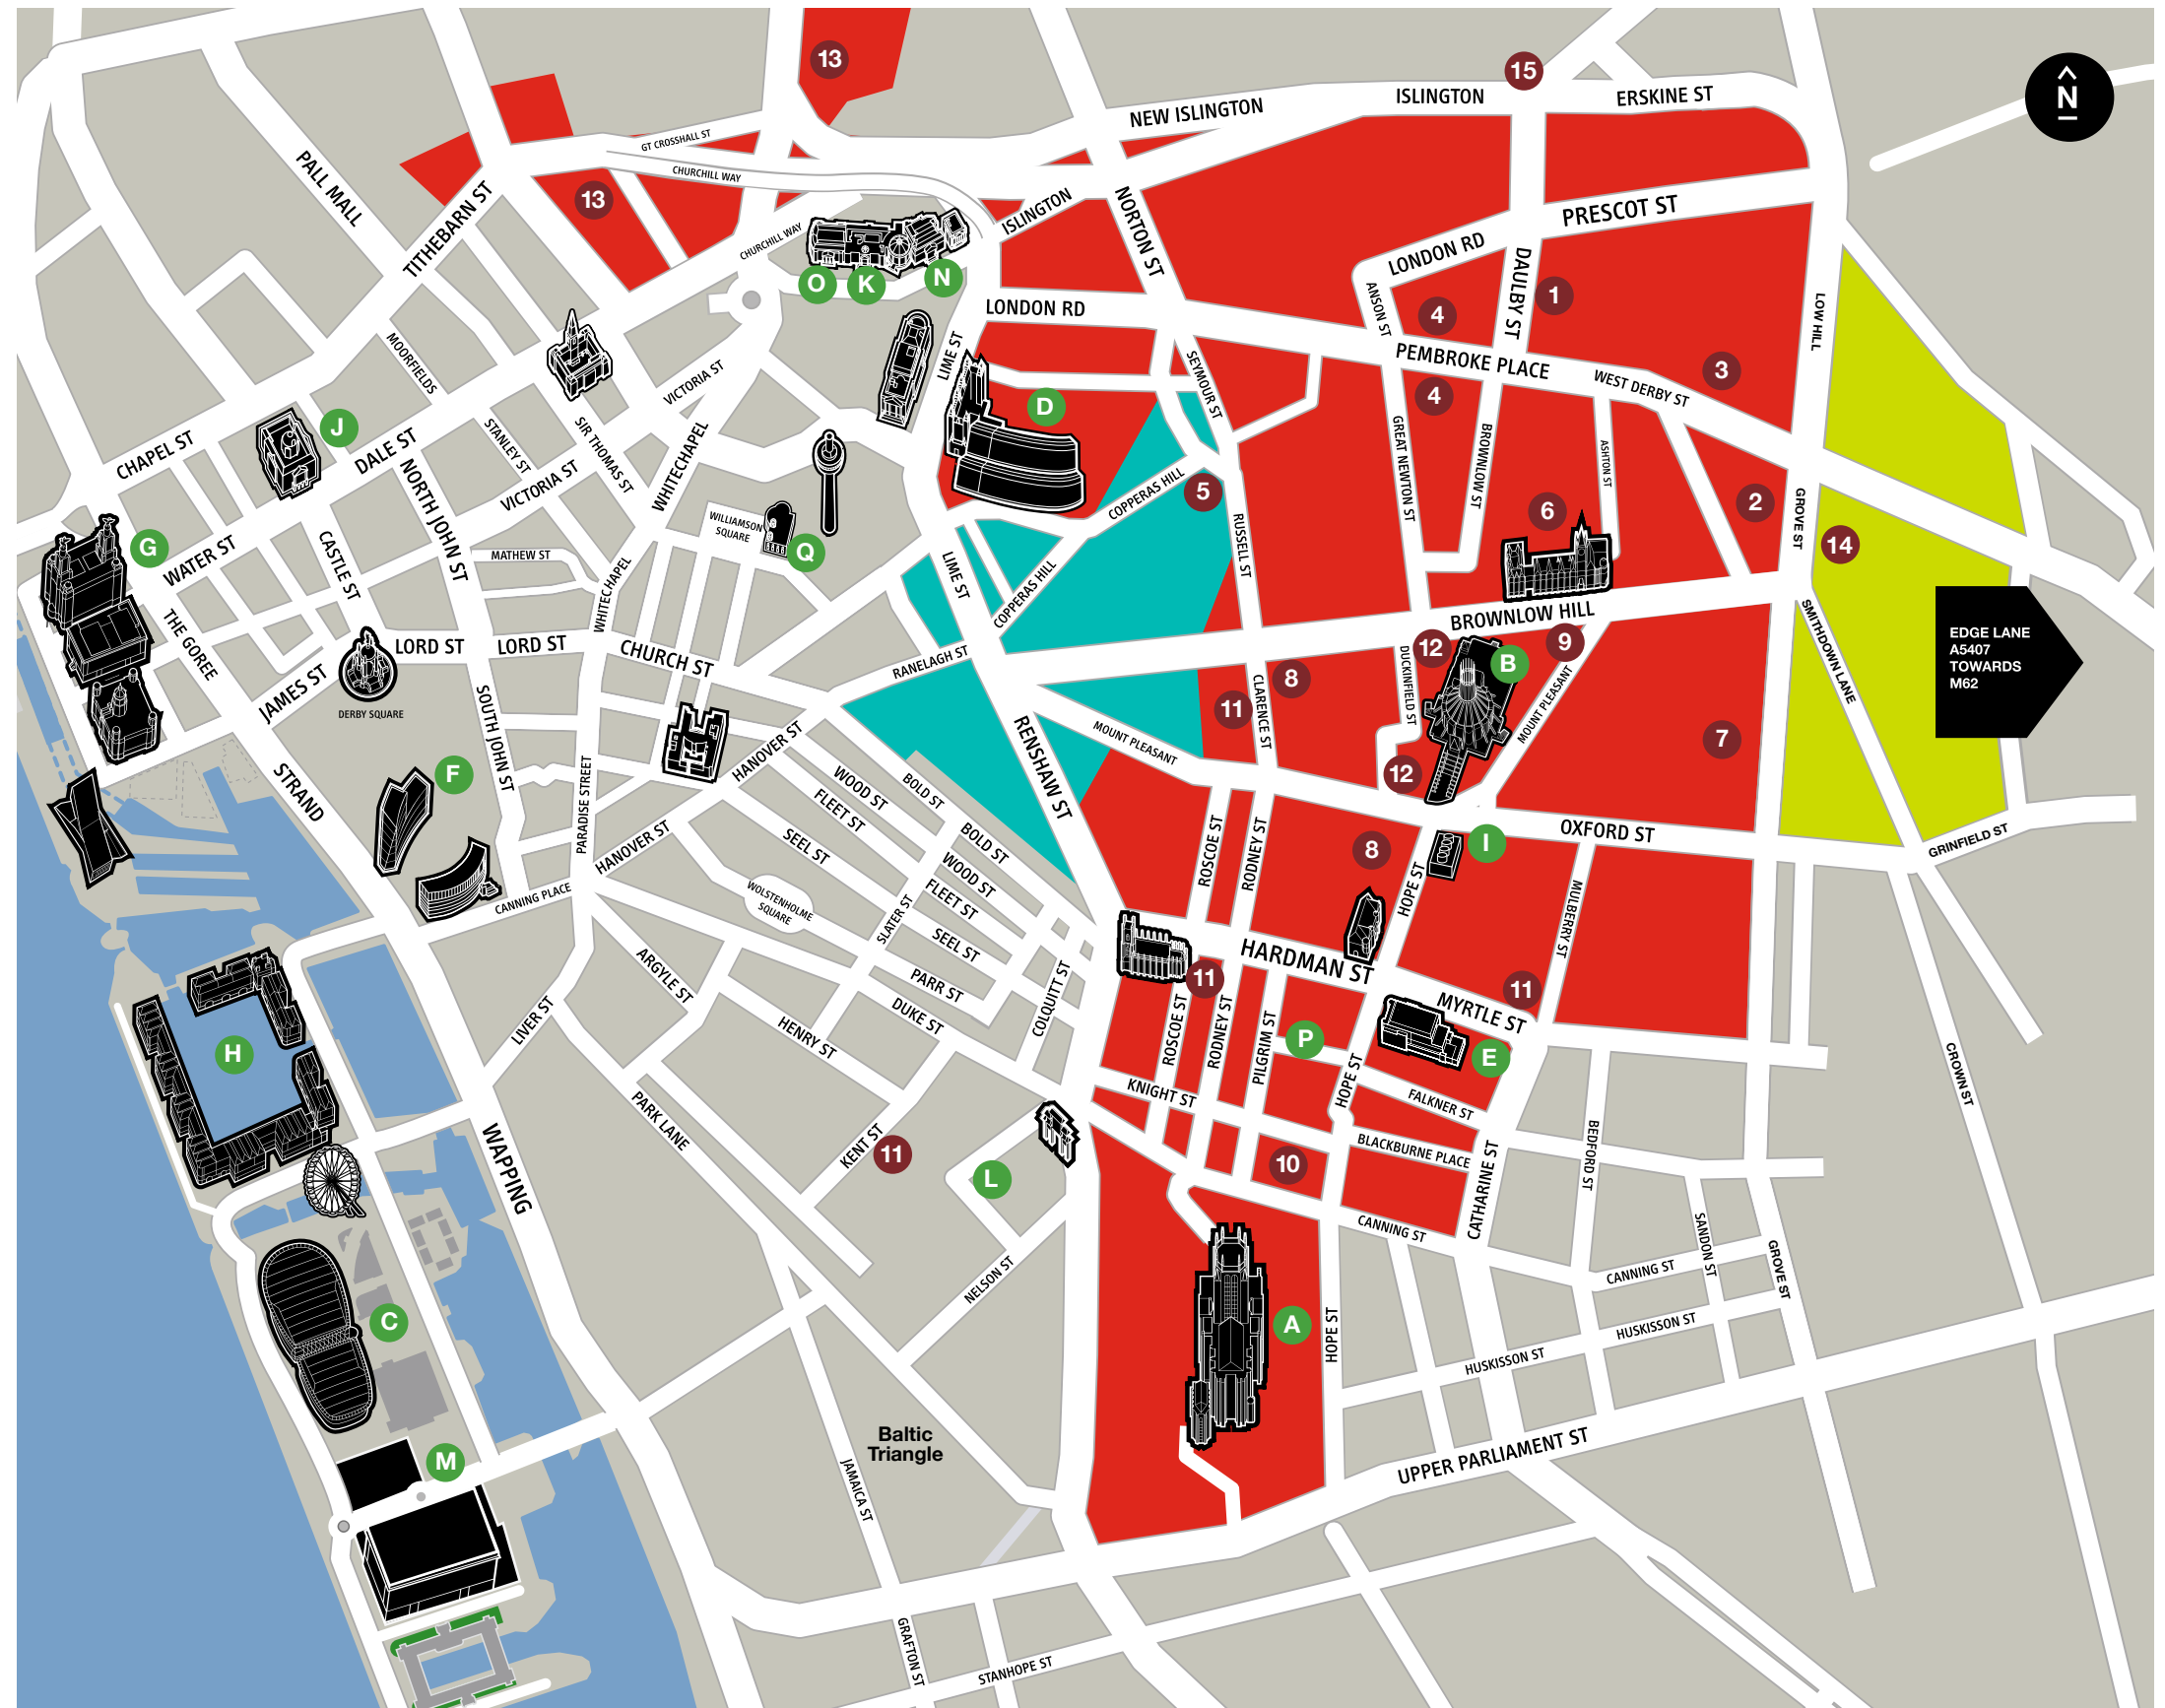 13
15
NEW ISLINGTON
ISLINGTON
ERSKINE ST
N
GT CROSSHALL ST
CHURCHILL WAY
PALL MALL
TITHEBARN ST
13
CHURCHILL WAY
ISLINGTON
NORTON ST
PRESCOT ST
LONDON RD
DAULBY ST
O
K
N
LONDON RD
ANSON ST
4
1
LOW HILL
MOORFIELDS
LIME ST
PEMBROKE PLACE
3
VICTORIA ST
SEYMOUR ST
WEST DERBY ST
4
D
J
CHAPEL ST
DALE ST
STANLEY ST
SIR THOMAS ST
WHITECHAPEL
GREAT NEWTON ST
BROWNLOW ST
ASHTON ST
NORTH JOHN ST
VICTORIA ST
COPPERAS HILL
5
6
2
GROVE ST
14
WILLIAMSON
SQUARE
Q
G
WATER ST
CASTLE ST
MATHEW ST
RUSSELL ST
LIME ST
COPPERAS HILL
WHITECHAPEL
THE GOREE
BROWNLOW HILL
SMITHDOWN LANE
EDGE LANE
A5407
TOWARDS
M62
LORD ST
LORD ST
CHURCH ST
RANELAGH ST
12
9
B
DUCKINFIELD ST
JAMES ST
DERBY SQUARE
8
11
CLARENCE ST
MOUNT PLEASANT
7
SOUTH JOHN ST
HANOVER ST
RENSHAW ST
MOUNT PLEASANT
12
STRAND
F
PARADISE STREET
WOOD ST
BOLD ST
FLEET ST
HANOVER ST
SEEL ST
BOLD ST
ROSCOE ST
RODNEY ST
8
I
OXFORD ST
GRINFIELD ST
WOOD ST
HOPE ST
MULBERRY ST
CANNING PLACE
WOLSTENHOLME
SQUARE
FLEET ST
SLATER ST
SEEL ST
HARDMAN ST
11
ARGYLE ST
PARR ST
COLQUITT ST
11
MYRTLE ST
LIVER ST
DUKE ST
HENRY ST
ROSCOE ST
RODNEY ST
PILGRIM ST
P
E
H
HOPE ST
CROWN ST
KNIGHT ST
FALKNER ST
PARK LANE
WAPPING
KENT ST
11
L
10
BLACKBURNE PLACE
BEDFORD ST
CATHARINE ST
CANNING ST
SANDON ST
GROVE ST
NELSON ST
CANNING ST
C
A
HOPE ST
HUSKISSON ST
HUSKISSON ST
Baltic
Triangle
M
JAMAICA ST
UPPER PARLIAMENT ST
GRAFTON ST
STANHOPE ST